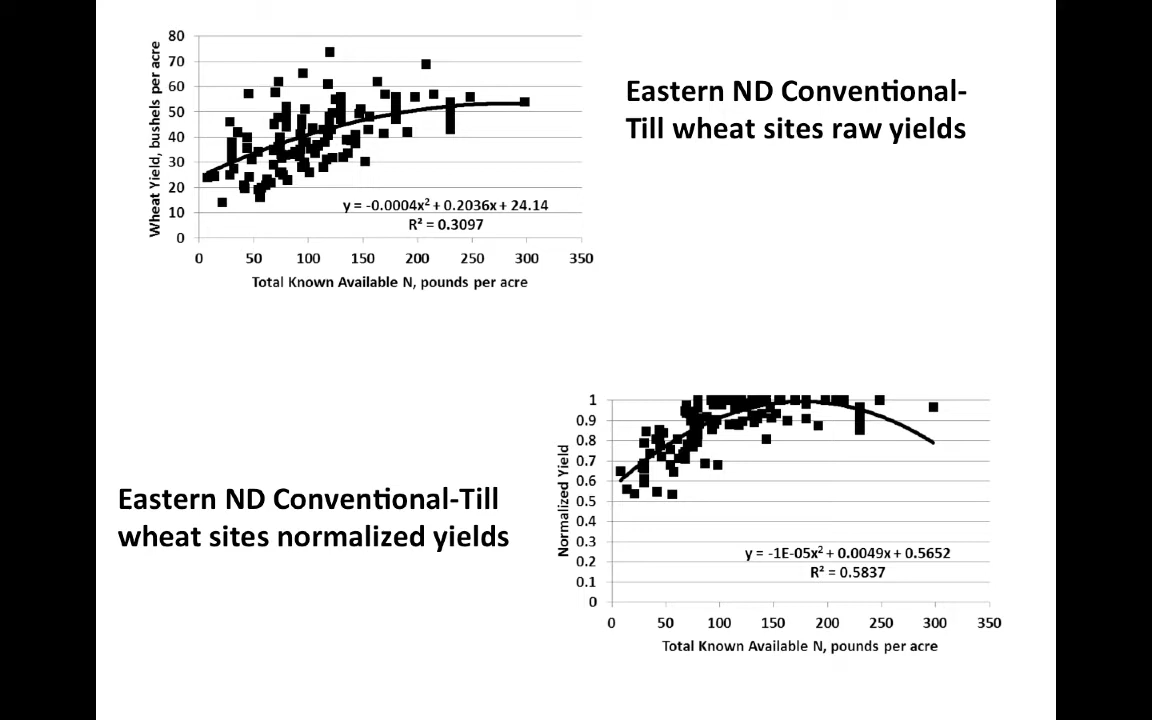 80
70
60
50
40
30
20
10
0
Wheat Yield, bushels per acre
y = -0.0004x² + 0.2036x + 24.14
R² = 0.3097
0 50 100 150 200 250 300 350
Total Known Available N, pounds per acre
Eastern ND Conventional-
Till wheat sites raw yields
Eastern ND Conventional-Till
wheat sites normalized yields
1
0.9
0.8
0.7
0.6
0.5
0.4
0.3
0.2
0.1
0
Normalized Yield
y = -1E-05x² + 0.0049x + 0.5652
R² = 0.5837
0 50 100 150 200 250 300 350
Total Known Available N, pounds per acre